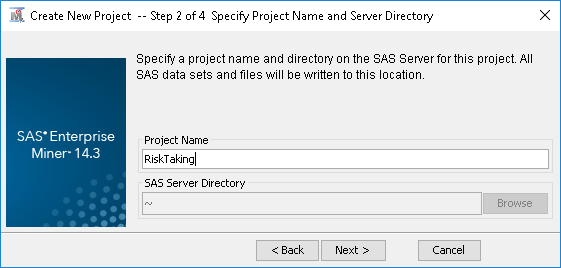 Create New Project -- Step 2 of 4 Specify Project Name and Server Directory
Specify a project name and directory on the SAS Server for this project. All
SAS data sets and files will be written to this location.
SAS® Enterprise
Miner™ 14.3
Project Name
RiskTaking
SAS Server Directory
~
Browse
< Back
Next >
Cancel